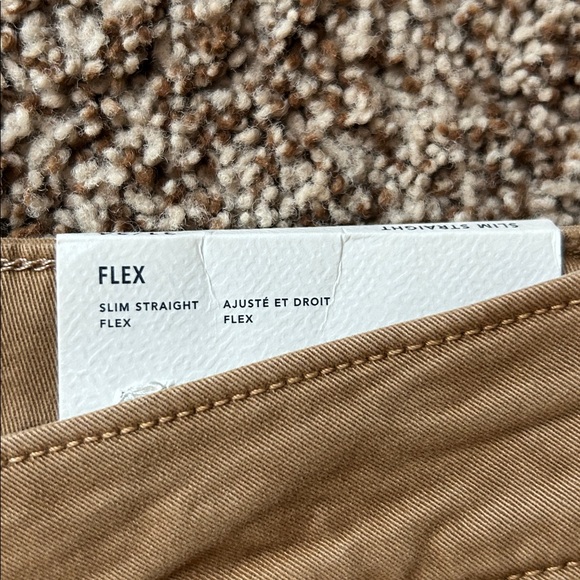 SLIM STRAIGHT
FLEX
SLIM STRAIGHT
FLEX
AJUSTÉ ET DROIT
FLEX